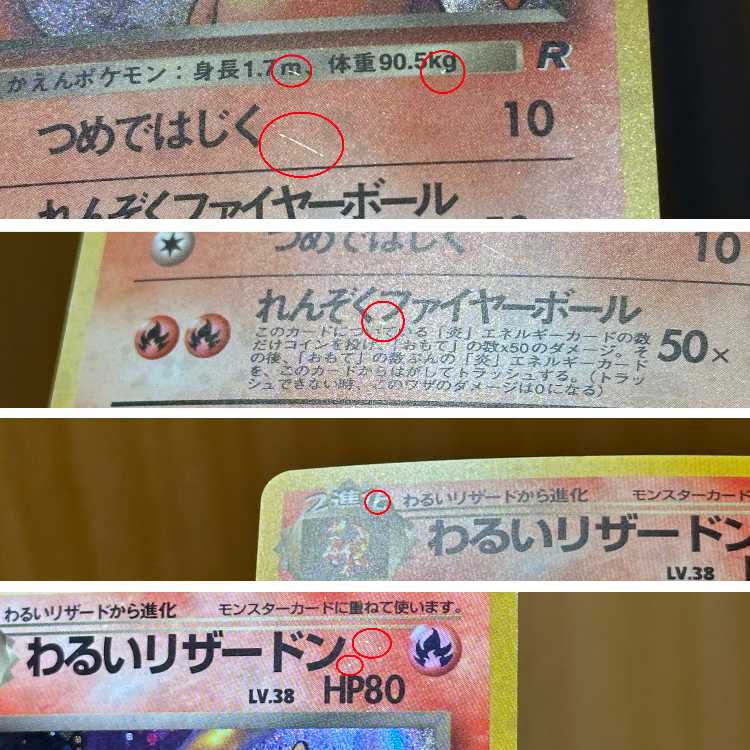 かえんポケモン：身長1.7m、体重90.5kg
R
つめではじく 10
れんぞくファイヤーボール
つめではじく 10
れんぞくファイヤーボール
50×
このカードについている「炎」エネルギーカードの数
だけコインを投げ、「おもて」の数×50のダメージ。そ
の後、「おもて」の数ぶんの「炎」エネルギーカード
を、このカードからはがしてトラッシュする。（トラッ
シュできない時、このワザのダメージは0になる）
2進化 わるいリザードから進化 モンスターカード
わるいリザードン
LV.38
わるいリザードから進化 モンスターカードに重ねて使います。
わるいリザードン
LV.38 HP80